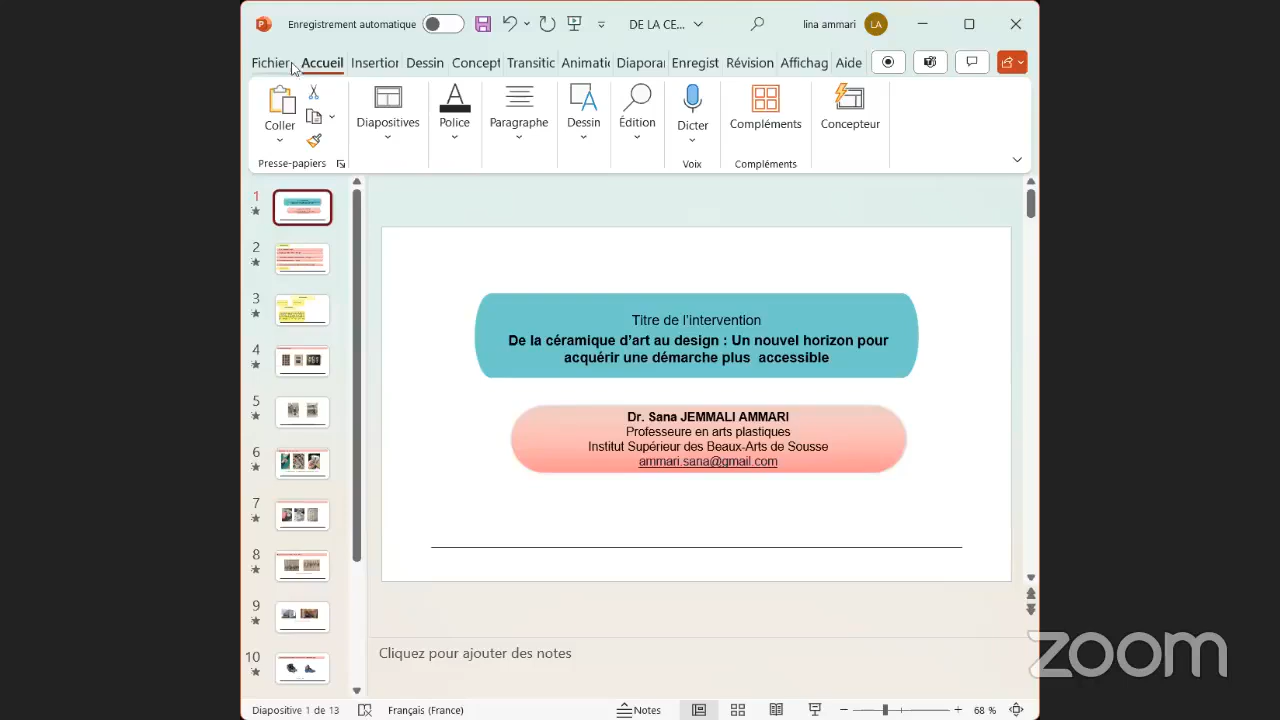 Enregistrement automatique
DE LA CE...
lina ammari
LA
Fichier
Accueil
Insertion
Dessin
Concept
Transitic
Animatic
Diapora
Enregist
Révision
Affichag
Aide
Coller
Diapositives
Police
Paragraphe
Dessin
Édition
Dicter
Compléments
Concepteur
Presse-papiers
Voix
Compléments
1
2
3
4
5
6
7
8
9
10
Titre de l'intervention
De la céramique d'art au design : Un nouvel horizon pour
acquérir une démarche plus accessible
Dr. Sana JEMMALI AMMARI
Professeure en arts plastiques
Institut Supérieur des Beaux-Arts de Sousse
ammari.sana@gmail.com
Cliquez pour ajouter des notes
zoom
Diapositive 1 de 13
Français (France)
Notes
68 %